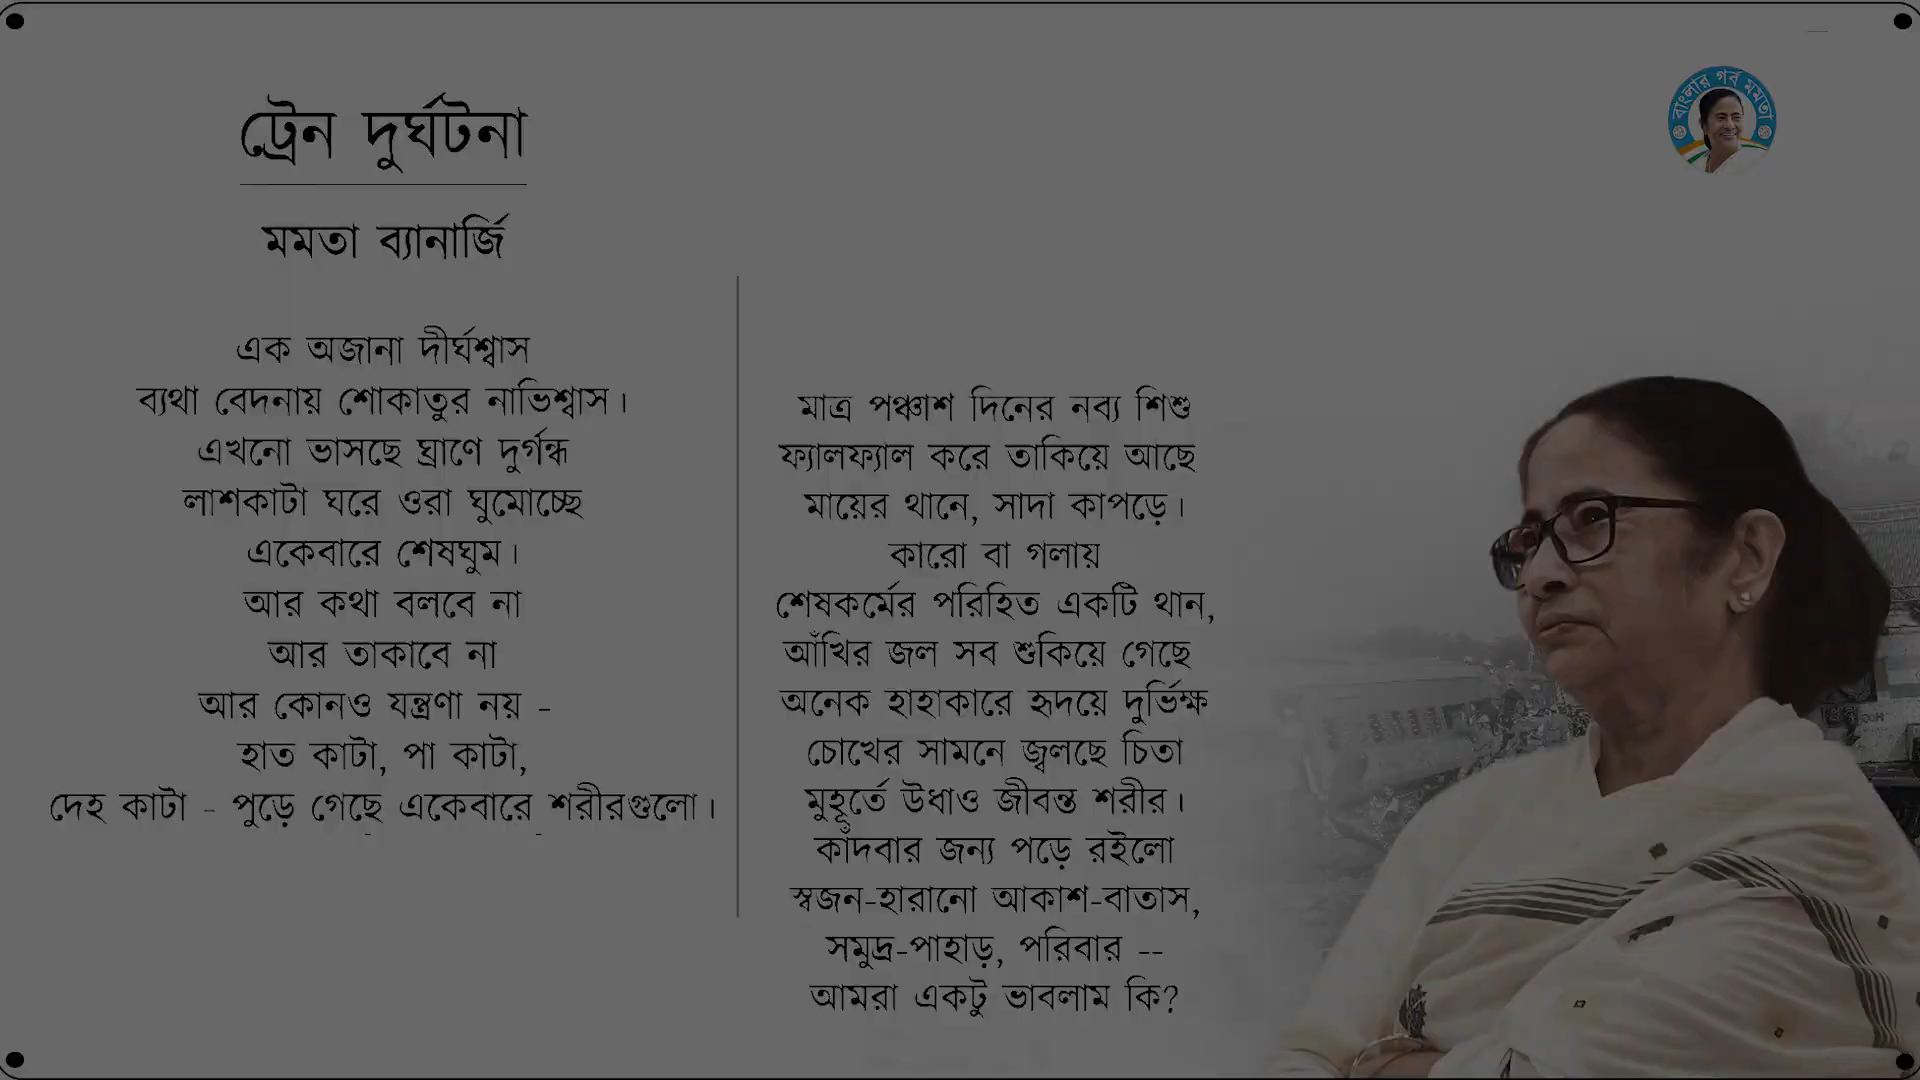 ট্রেন দুর্ঘটনা
মমতা ব্যানার্জি
এক অজানা দীর্ঘশ্বাস
ব্যথা বেদনায় শোকাতুর নাভিশ্বাস।
এখনো ভাসছে ঘ্রাণে দুর্গন্ধ
লাশকাটা ঘরে ওরা ঘুমোচ্ছে
একেবারে শেষঘুম।
আর কথা বলবে না
আর তাকাবে না
আর কোনও যন্ত্রণা নয় -
হাত কাটা, পা কাটা,
দেহ কাটা - পুড়ে গেছে একেবারে শরীরগুলো।
মাত্র পঞ্চাশ দিনের নব্য শিশু
ফ্যালফ্যাল করে তাকিয়ে আছে
মায়ের থানে, সাদা কাপড়ে।
কারো বা গলায়
শেষকর্মের পরিহিত একটি থান,
আঁখির জল সব শুকিয়ে গেছে
অনেক হাহাকারে হৃদয়ে দুর্ভিক্ষ
চোখের সামনে জ্বলছে চিতা
মুহূর্তে উধাও জীবন্ত শরীর।
কাঁদবার জন্য পড়ে রইলো
স্বজন-হারানো আকাশ-বাতাস,
সমুদ্র-পাহাড়, পরিবার --
আমরা একটু ভাবলাম কি?
বাংলার গর্ব মমতা